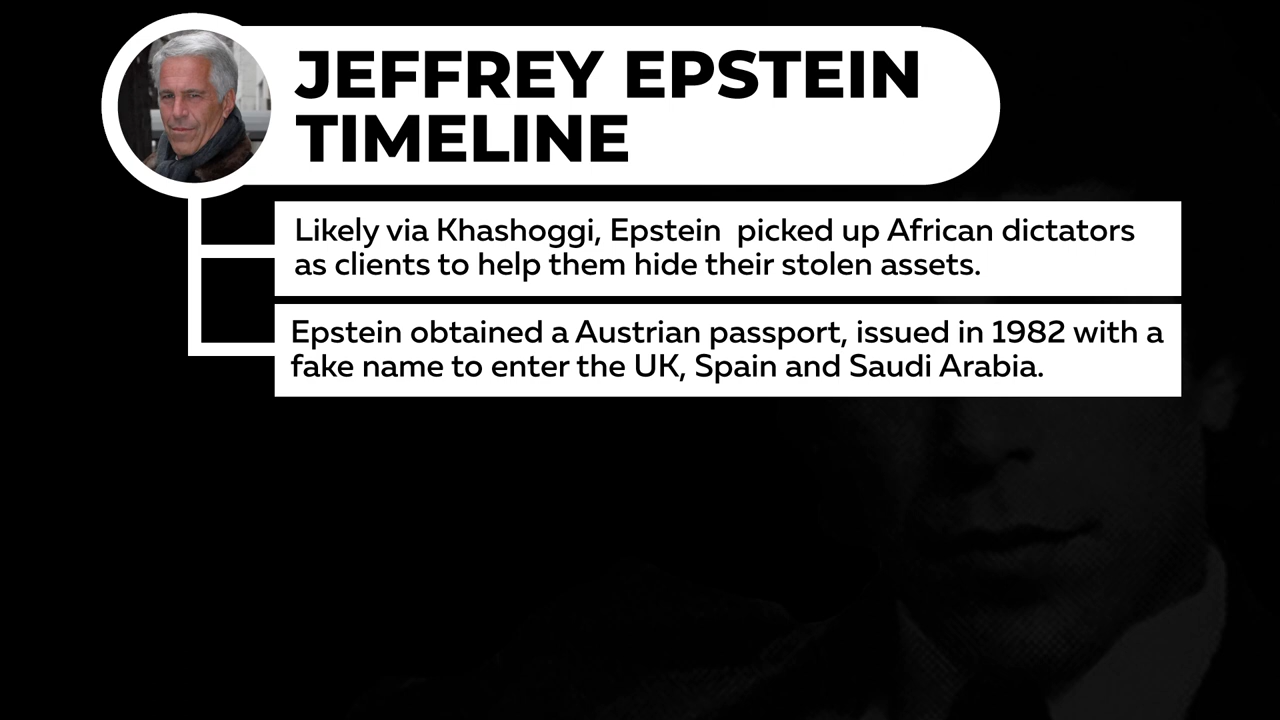 JEFFREY EPSTEIN
TIMELINE
Likely via Khashoggi, Epstein  picked up African dictators
as clients to help them hide their stolen assets.
Epstein obtained a Austrian passport, issued in 1982 with a
fake name to enter the UK, Spain and Saudi Arabia.